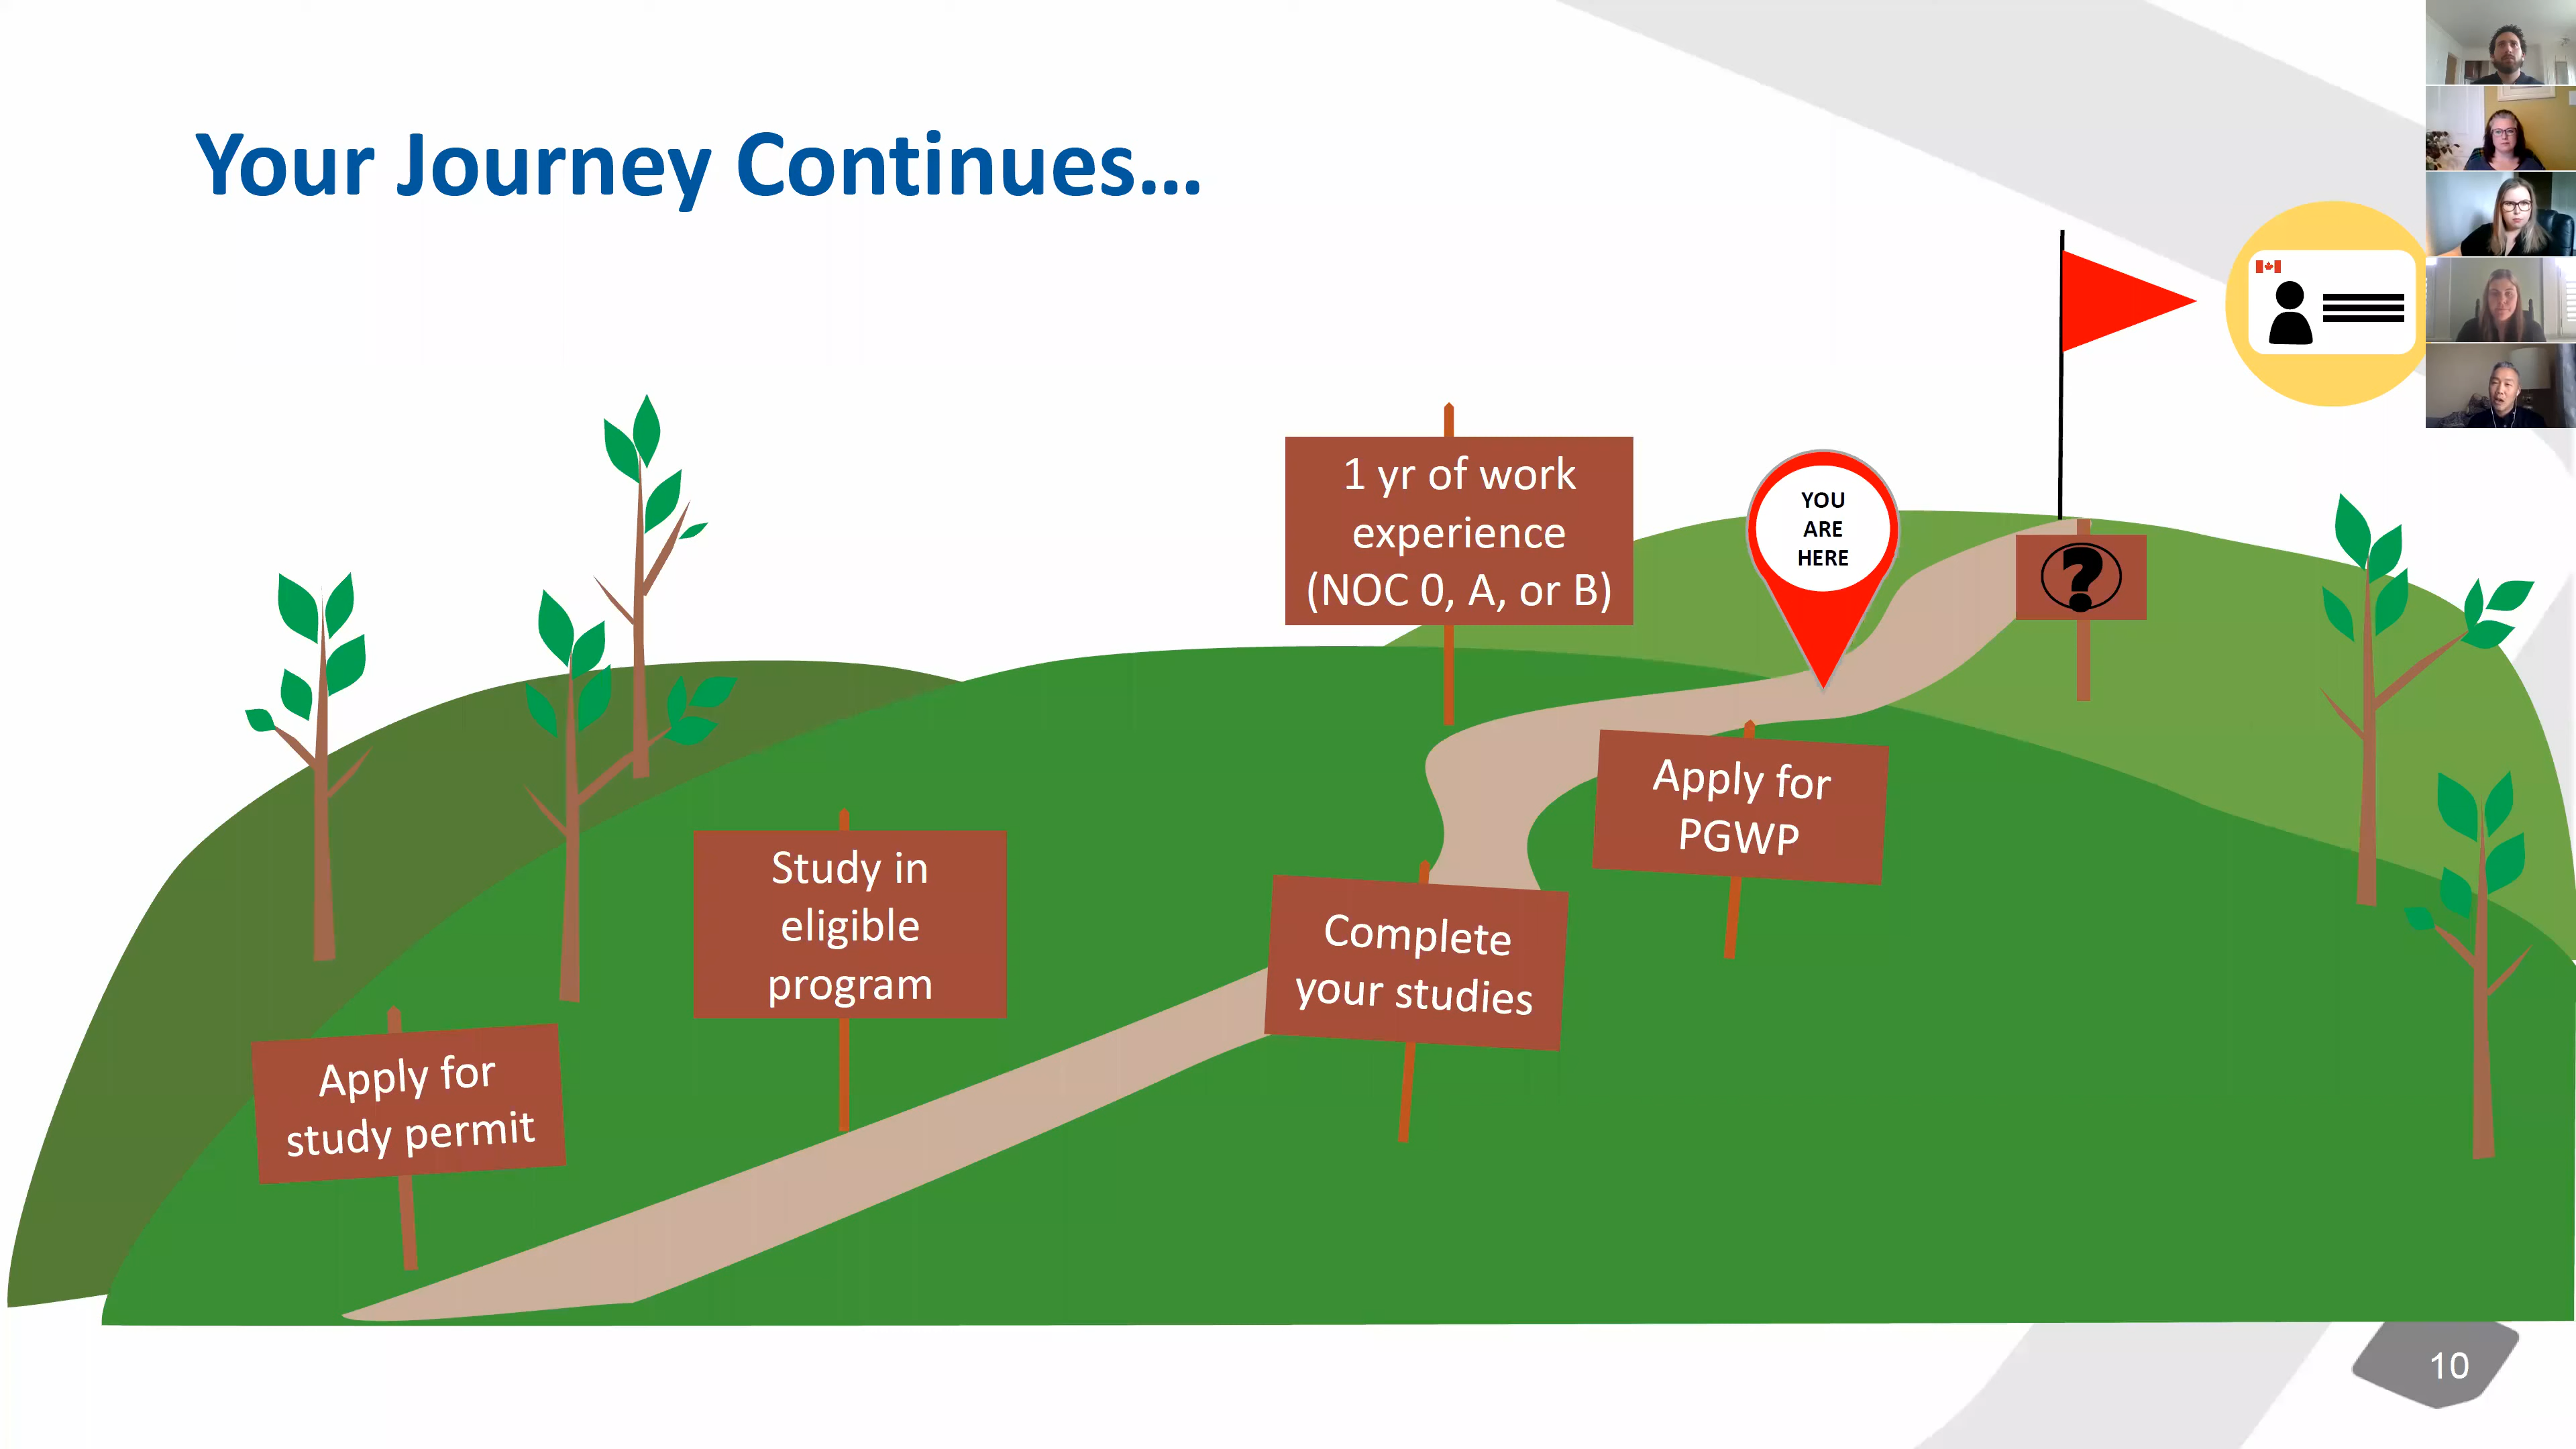 Your Journey Continues...
1 yr of work
experience
(NOC 0, A, or B)
YOU
ARE
HERE
?
Apply for
PGWP
Study in
eligible
program
Complete
your studies
Apply for
study permit
10